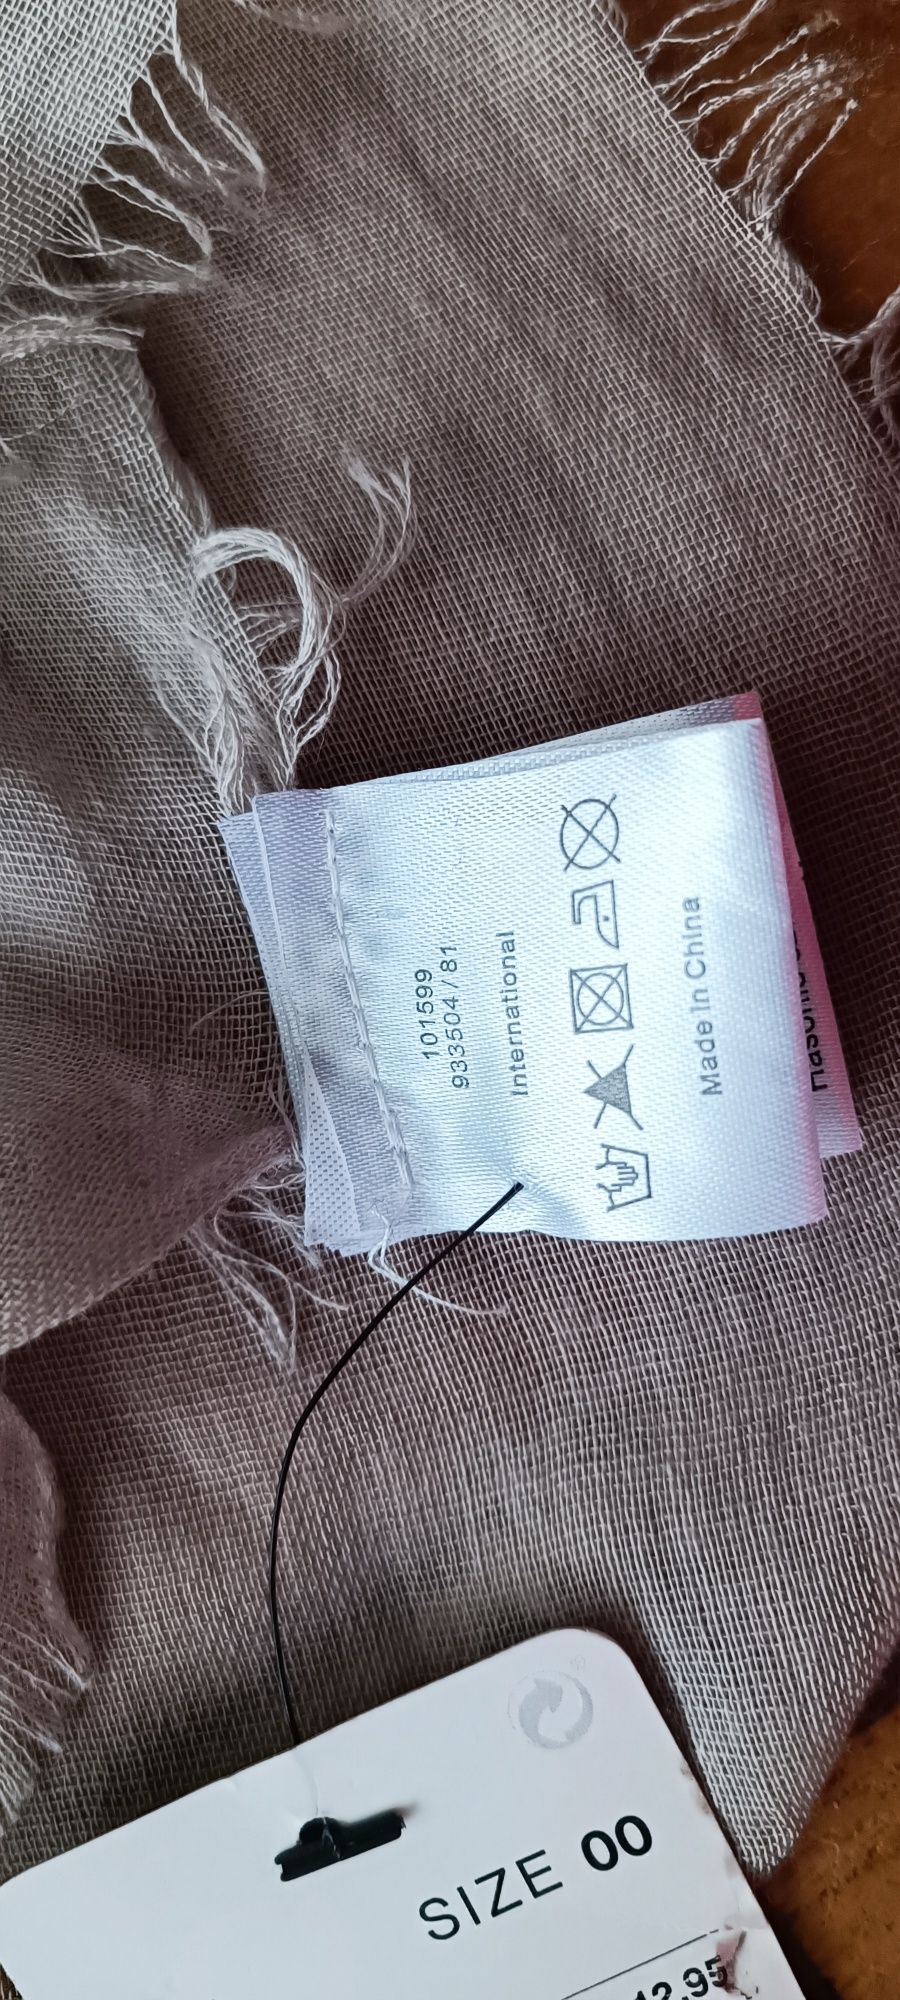 101599
933504/81
International
Made In China
SIZE 00